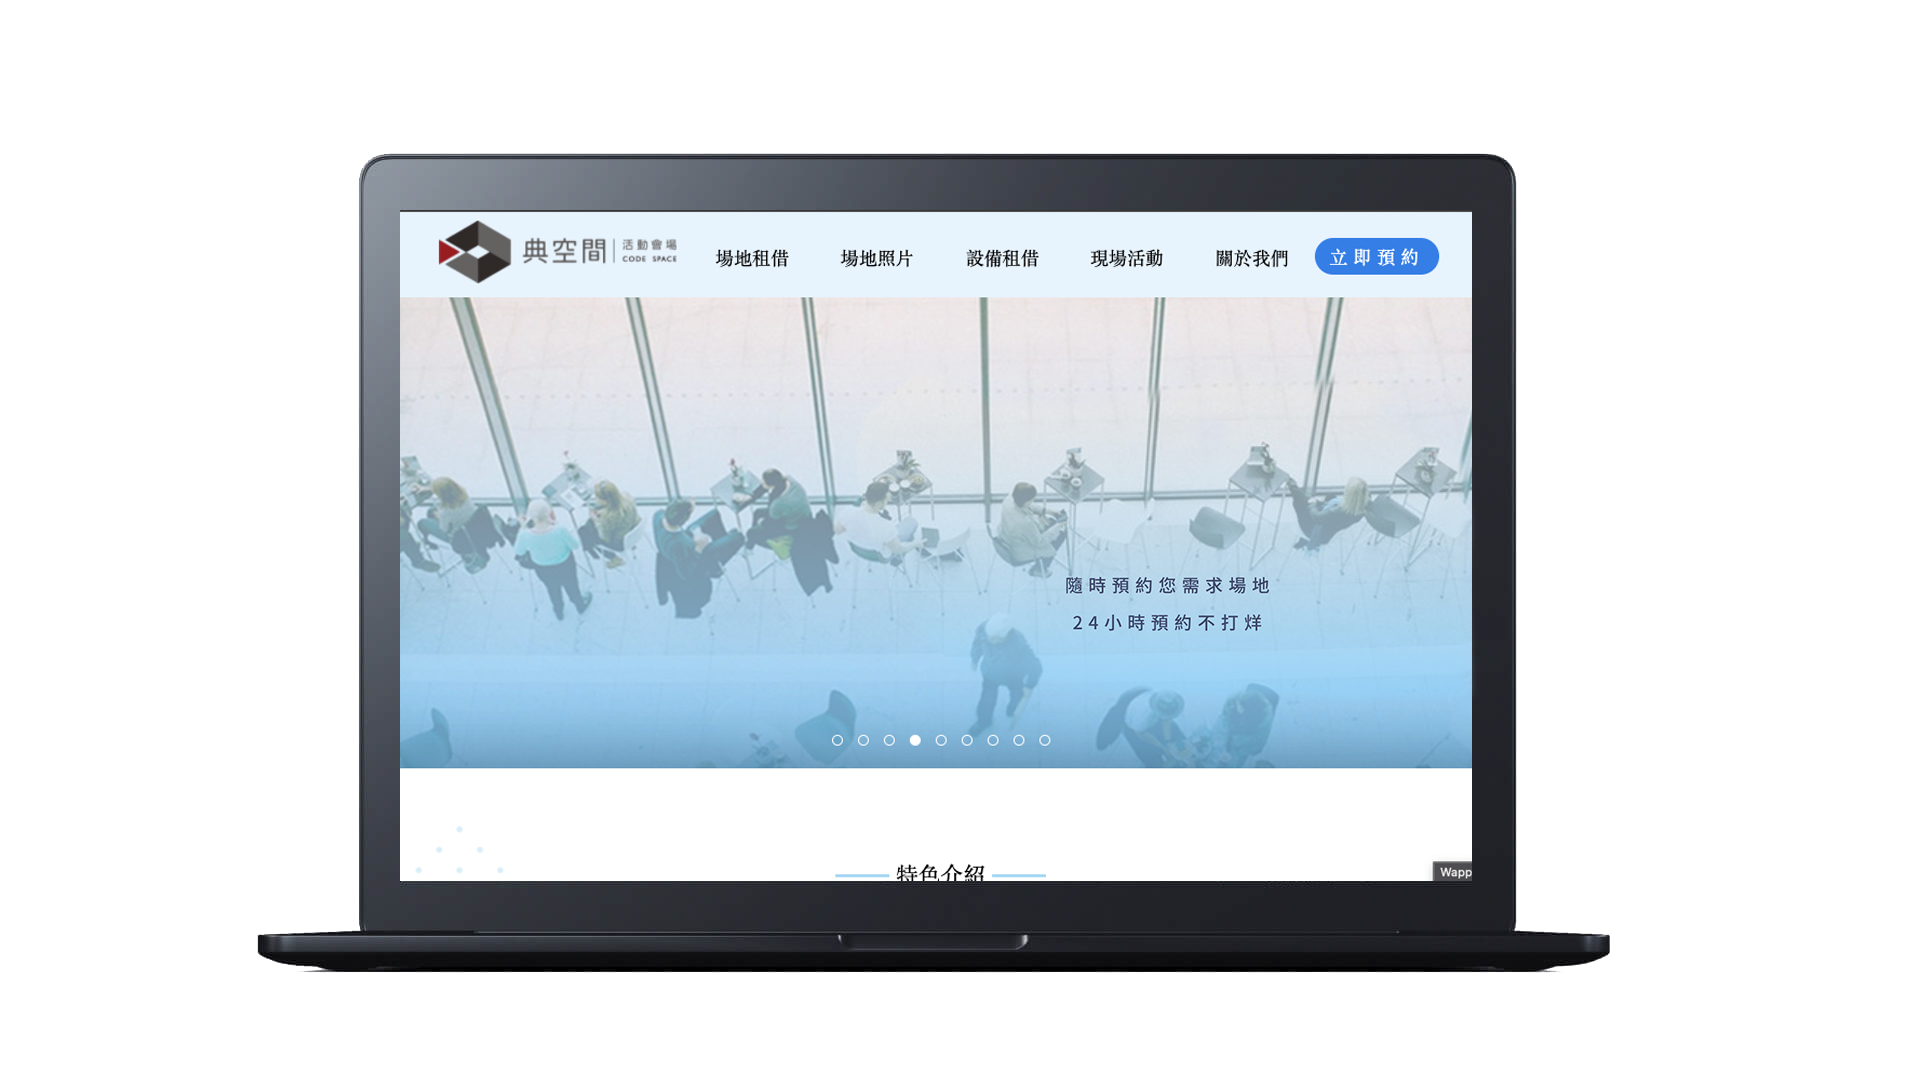 典空間 活動會場
CODE SPACE
場地租借 場地照片 設備租借 現場活動 關於我們 立即預約
隨時預約您需求場地
24小時預約不打烊
特色介紹
Wapp